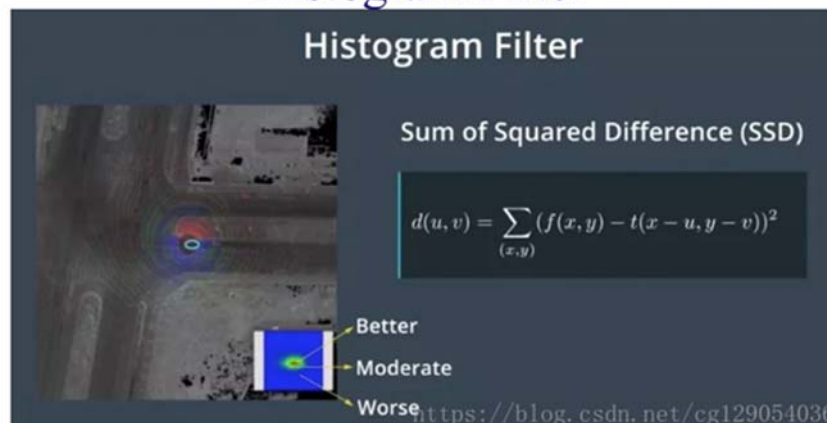 Histogram Filter
Sum of Squared Difference (SSD)
d(u, v) = ∑_{(x,y)} (f(x, y) − t(x − u, y − v))²
Better
Moderate
Worse
https://blog.csdn.net/cg129054036